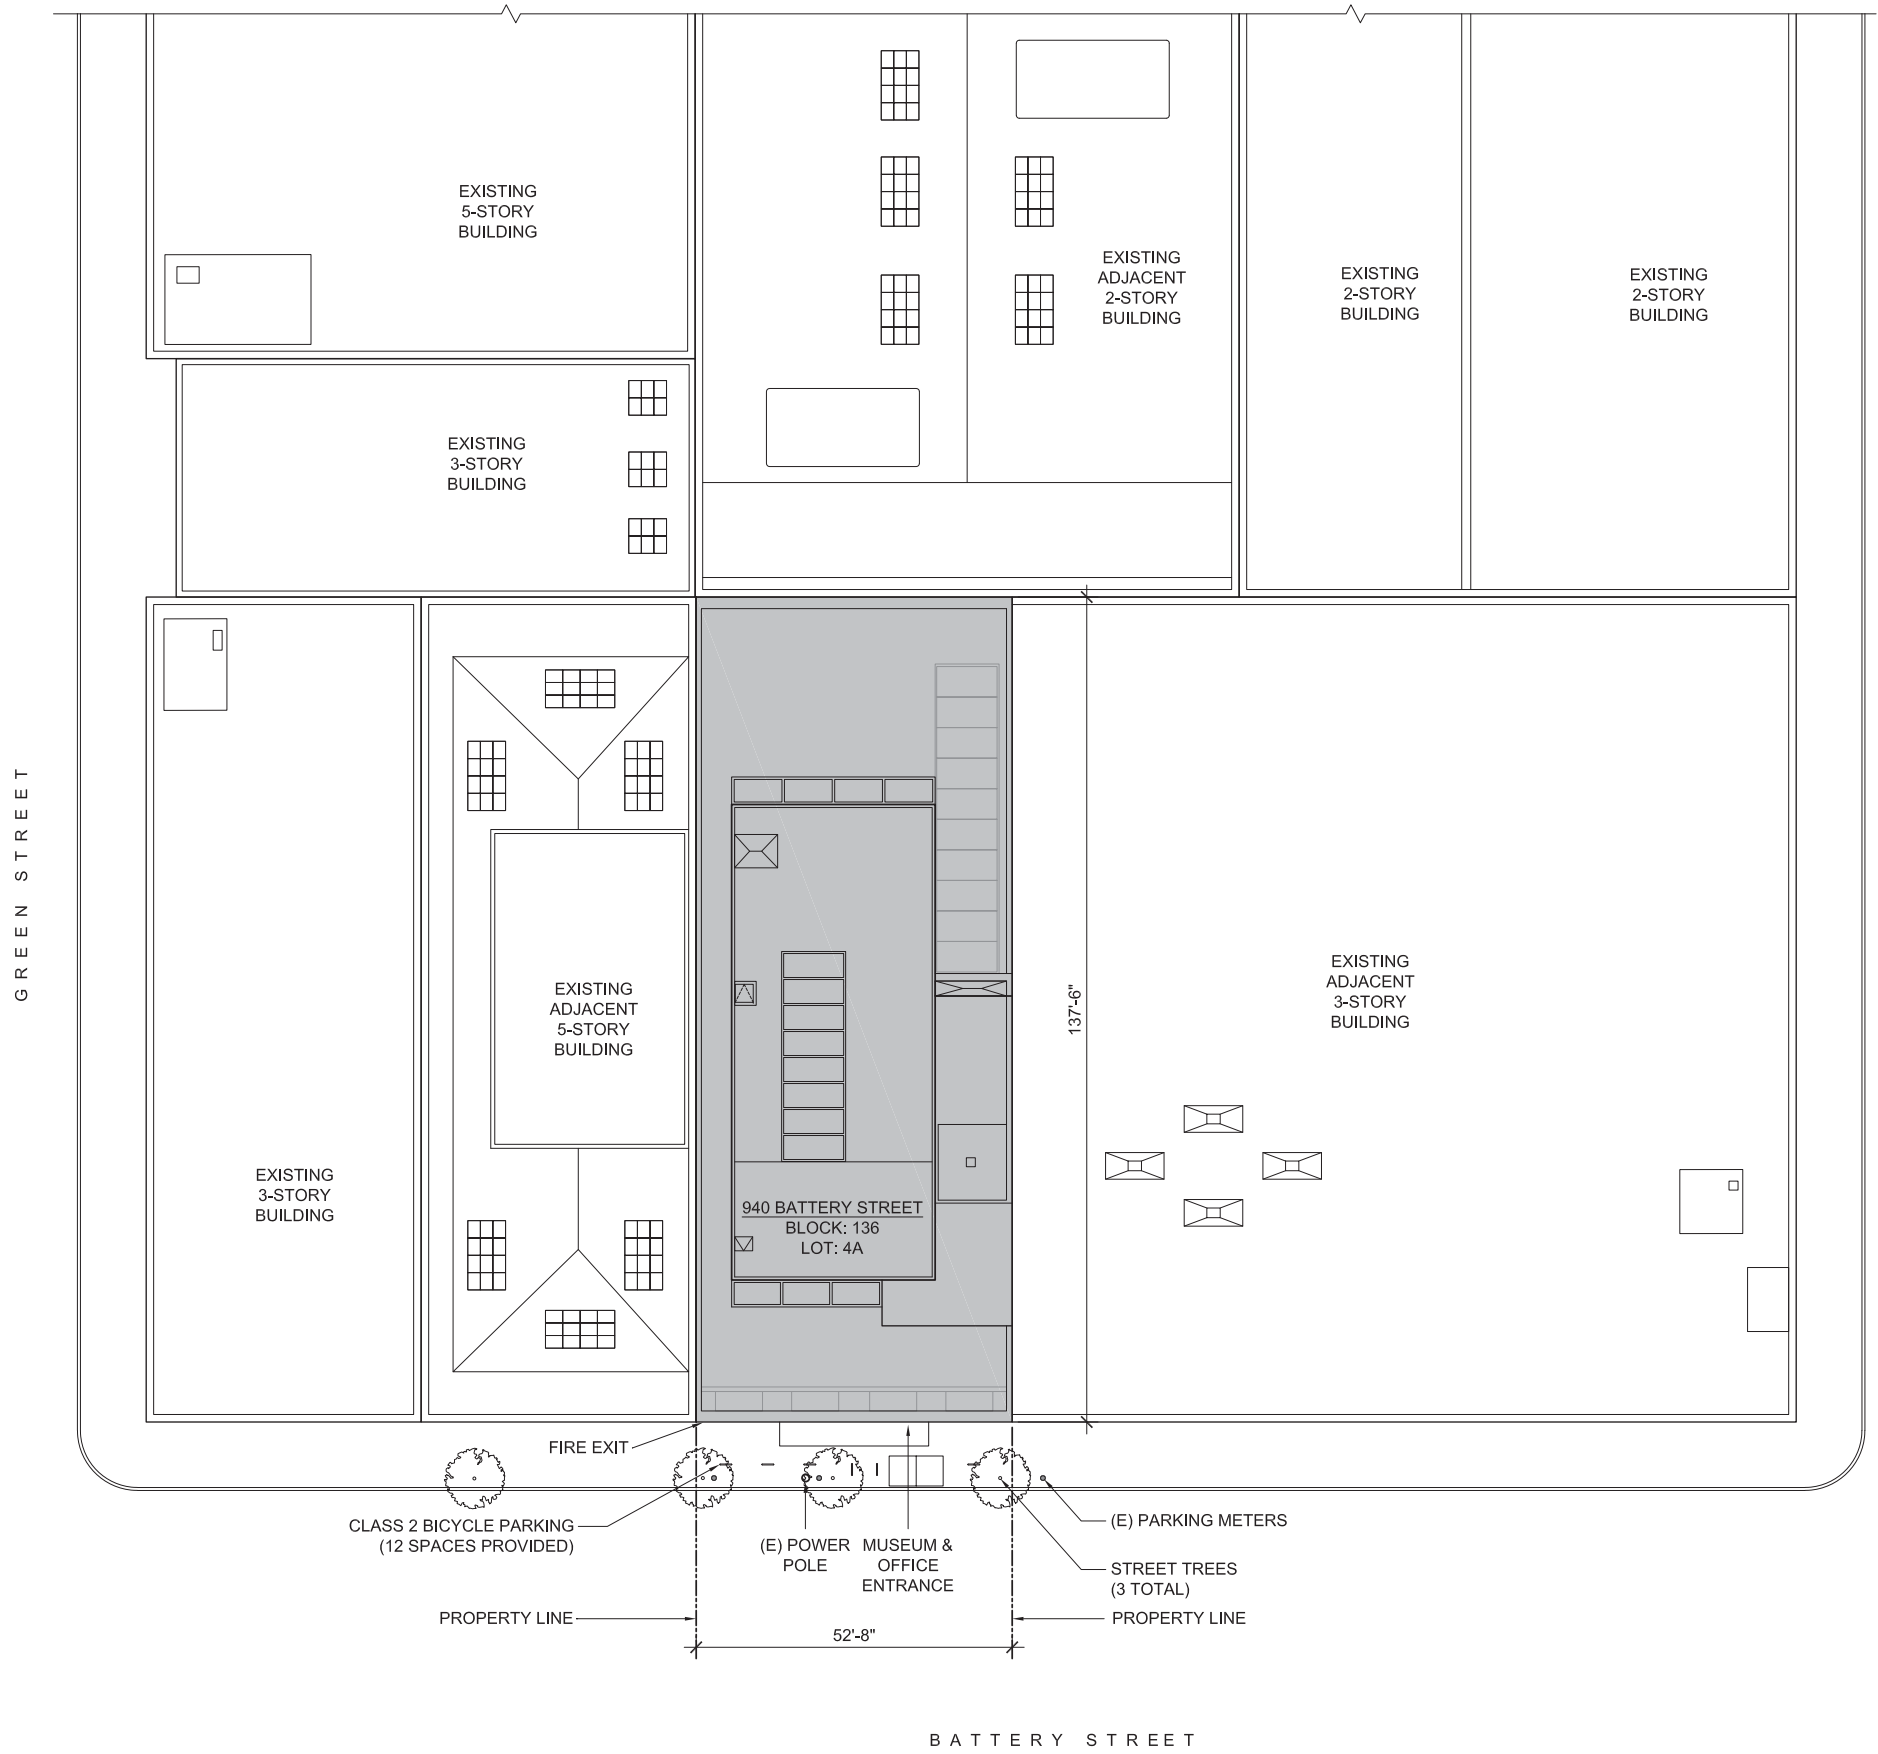 EXISTING
5-STORY
BUILDING
EXISTING
ADJACENT
2-STORY
BUILDING
EXISTING
2-STORY
BUILDING
EXISTING
2-STORY
BUILDING
EXISTING
3-STORY
BUILDING
GREEN STREET
EXISTING
3-STORY
BUILDING
EXISTING
ADJACENT
5-STORY
BUILDING
940 BATTERY STREET
BLOCK: 136
LOT: 4A
137'-6"
EXISTING
ADJACENT
3-STORY
BUILDING
FIRE EXIT
CLASS 2 BICYCLE PARKING
(12 SPACES PROVIDED)
(E) POWER
POLE
MUSEUM &
OFFICE
ENTRANCE
(E) PARKING METERS
STREET TREES
(3 TOTAL)
PROPERTY LINE
PROPERTY LINE
52'-8"
BATTERY STREET